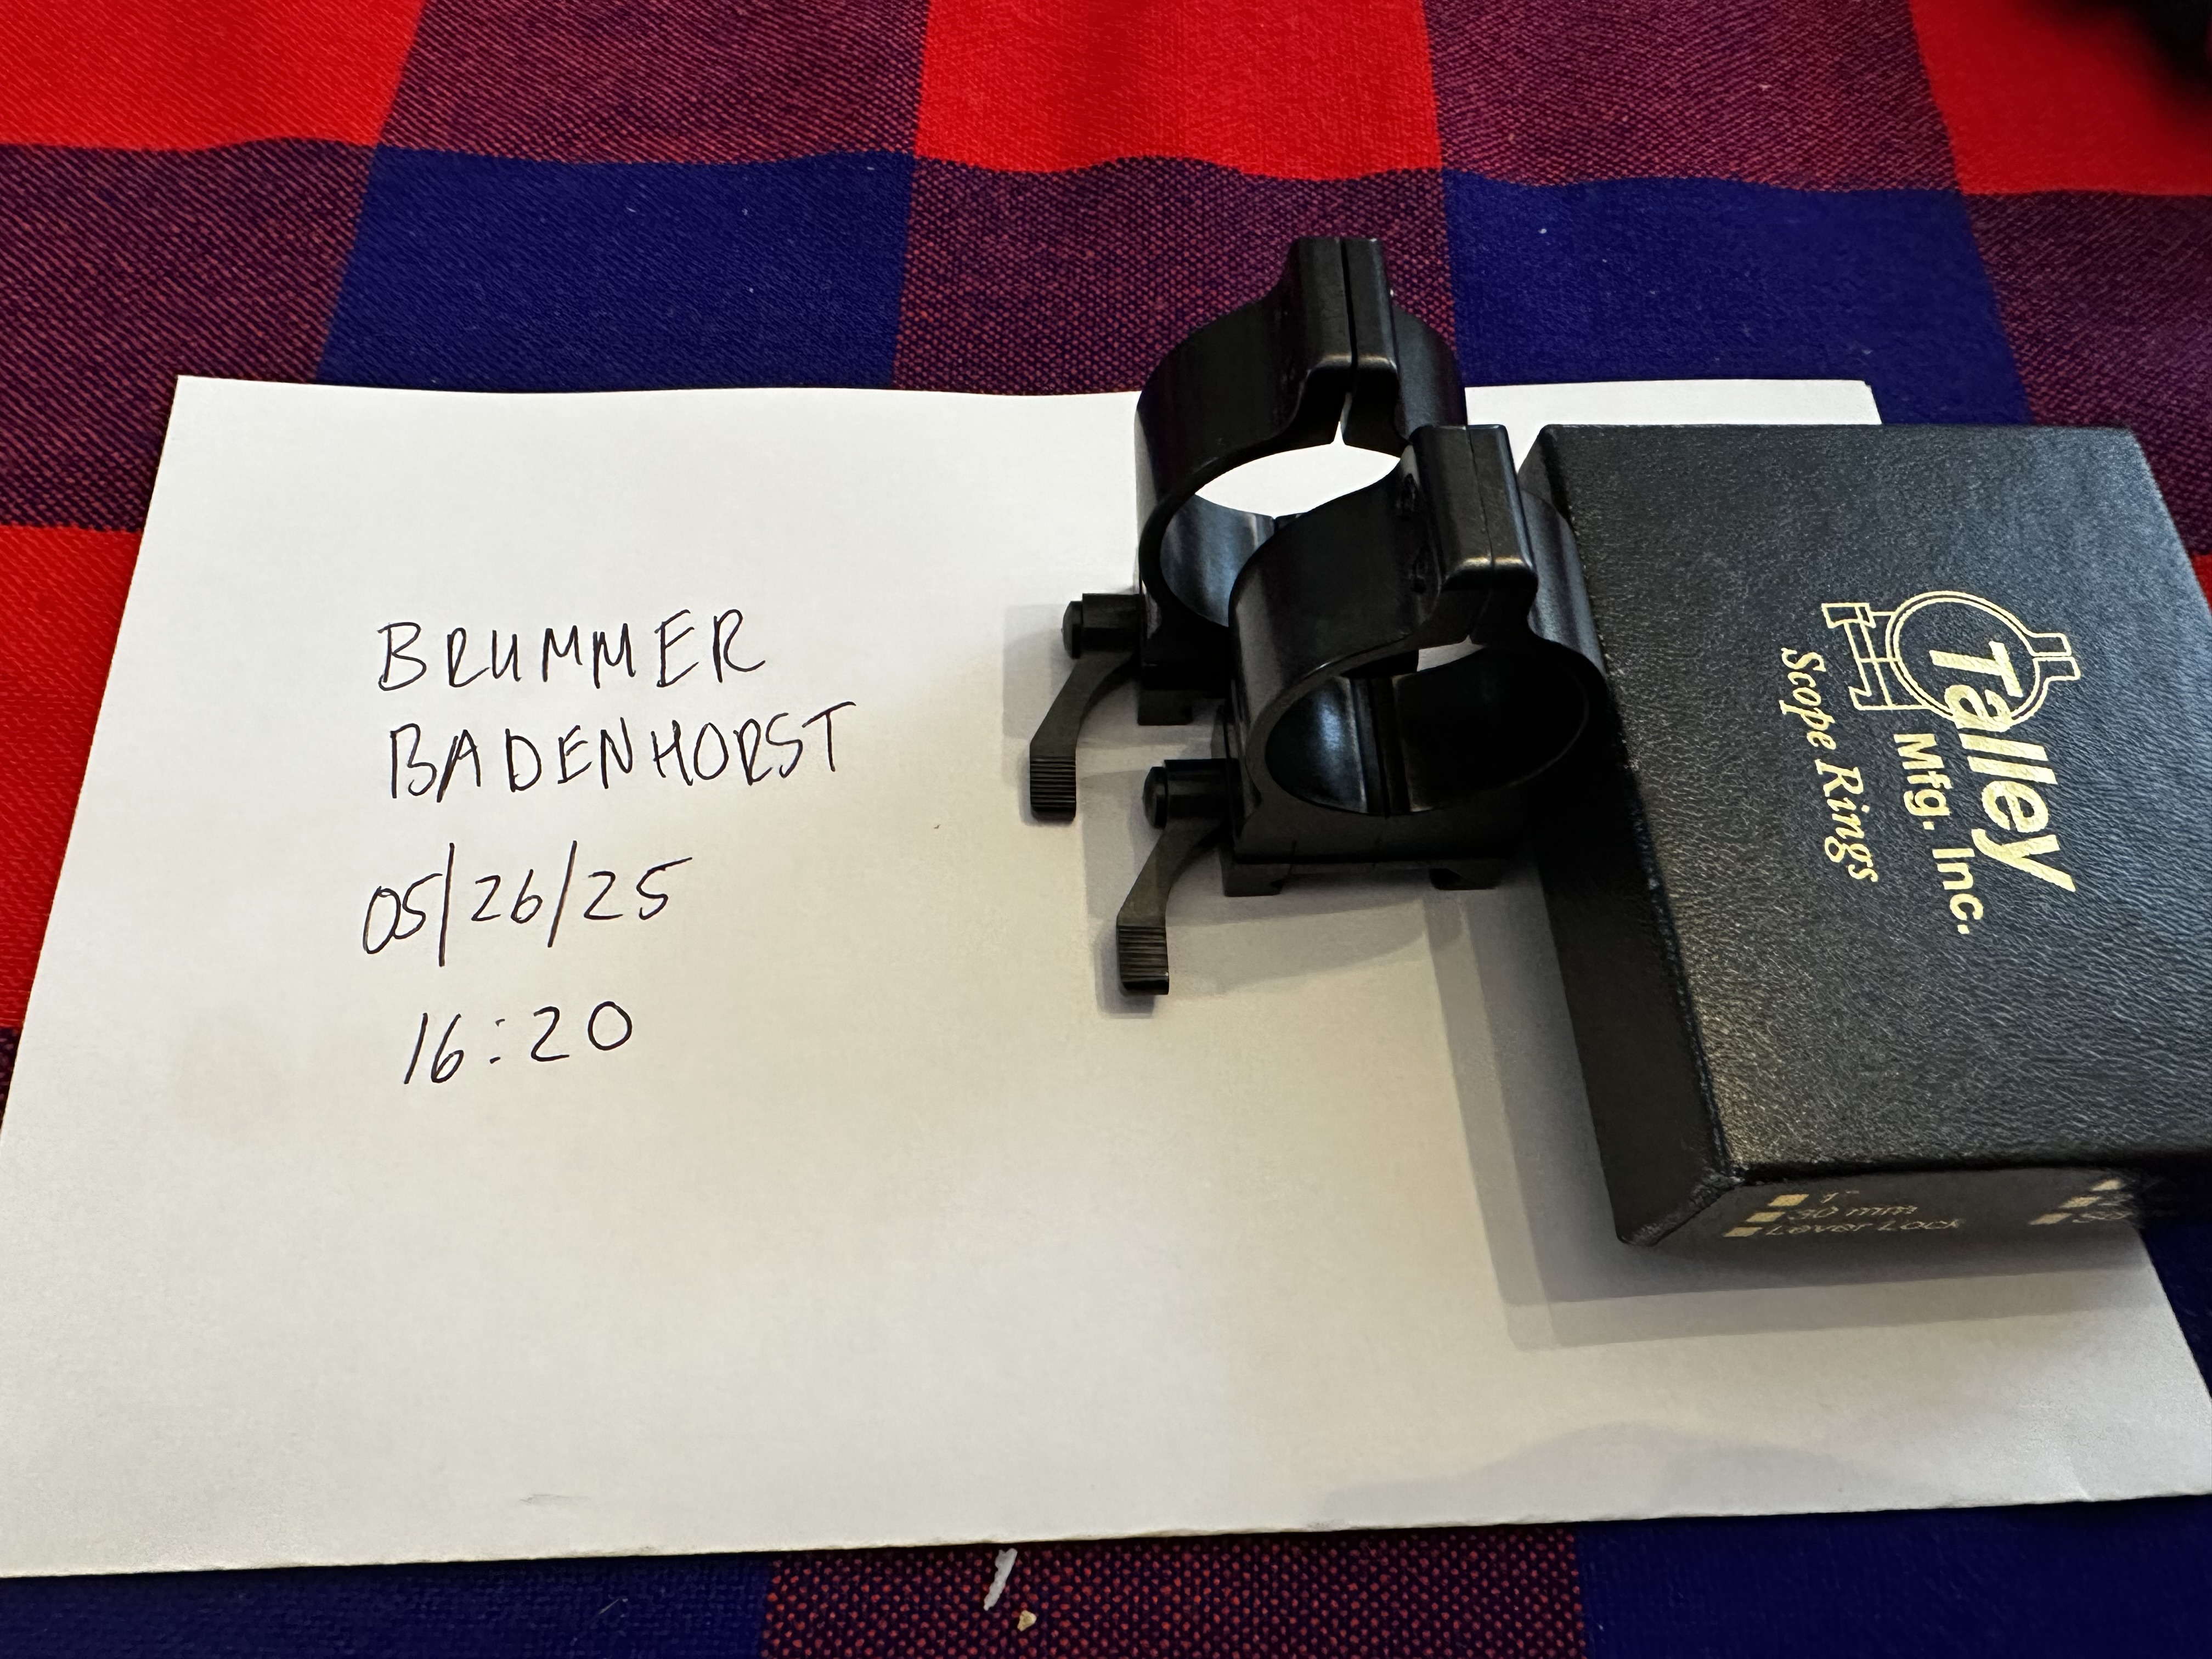 BRUMMER
BADENHORST
05/26/25
16:20
Talley
Mfg. Inc.
Scope Rings
1"
30 mm
Lever Lock